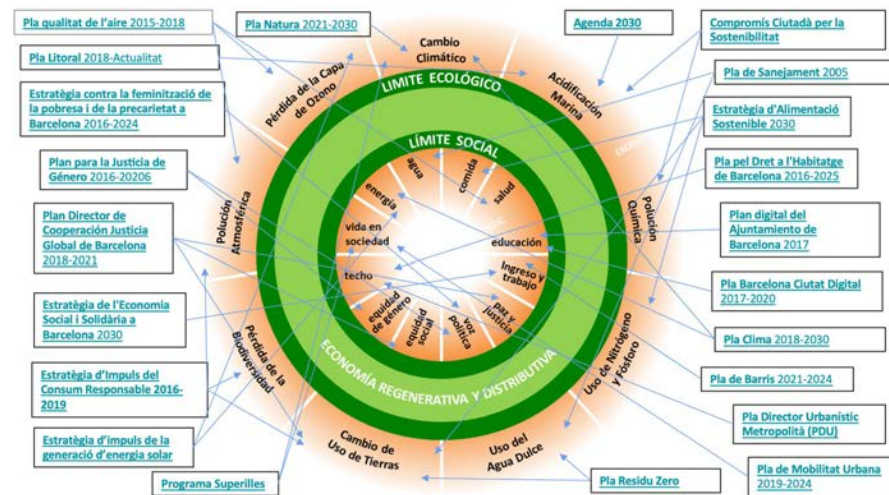 Pla qualitat de l'aire 2015-2018
Pla Litoral 2018-Actualitat
Estratègia contra la feminització de
la pobresa i de la precarietat a
Barcelona 2016-2024
Plan para la Justicia de
Género 2016-20206
Plan Director de
Cooperación Justicia
Global de Barcelona
2018-2021
Estratègia de l'Economia
Social i Solidària a
Barcelona 2030
Estratègia d'Impuls del
Consum Responsable 2016-
2019
Estratègia d'impuls de la
generació d'energia solar
Programa Superilles
Pla Natura 2021-2030
Agenda 2030
Compromís Ciutadà per la
Sostenibilitat
Pla de Sanejament 2005
Estratègia d'Alimentació
Sostenible 2030
Pla pel Dret a l'Habitatge
de Barcelona 2016-2025
Plan digital del
Ajuntamiento de
Barcelona 2017
Pla Barcelona Ciutat Digital
2017-2020
Pla Clima 2018-2030
Pla de Barris 2021-2024
Pla Director Urbanístic
Metropolità (PDU)
Pla de Mobilitat Urbana
2019-2024
Pla Residu Zero
Cambio
Climático
Acidificación
Marina
Polución
Química
Uso de Nitrógeno
y Fósforo
Uso del
Agua Dulce
Cambio de
Uso de Tierras
Pérdida de la
Biodiversidad
Polución
Atmosférica
Pérdida de la Capa
de Ozono
LIMITE ECOLÓGICO
LÍMITE SOCIAL
agua
comida
salud
educación
Ingreso y
trabajo
paz y
justicia
voz
política
equidad
social
equidad
de género
techo
vida en
sociedad
energía
ECONOMÍA REGENERATIVA Y DISTRIBUTIVA